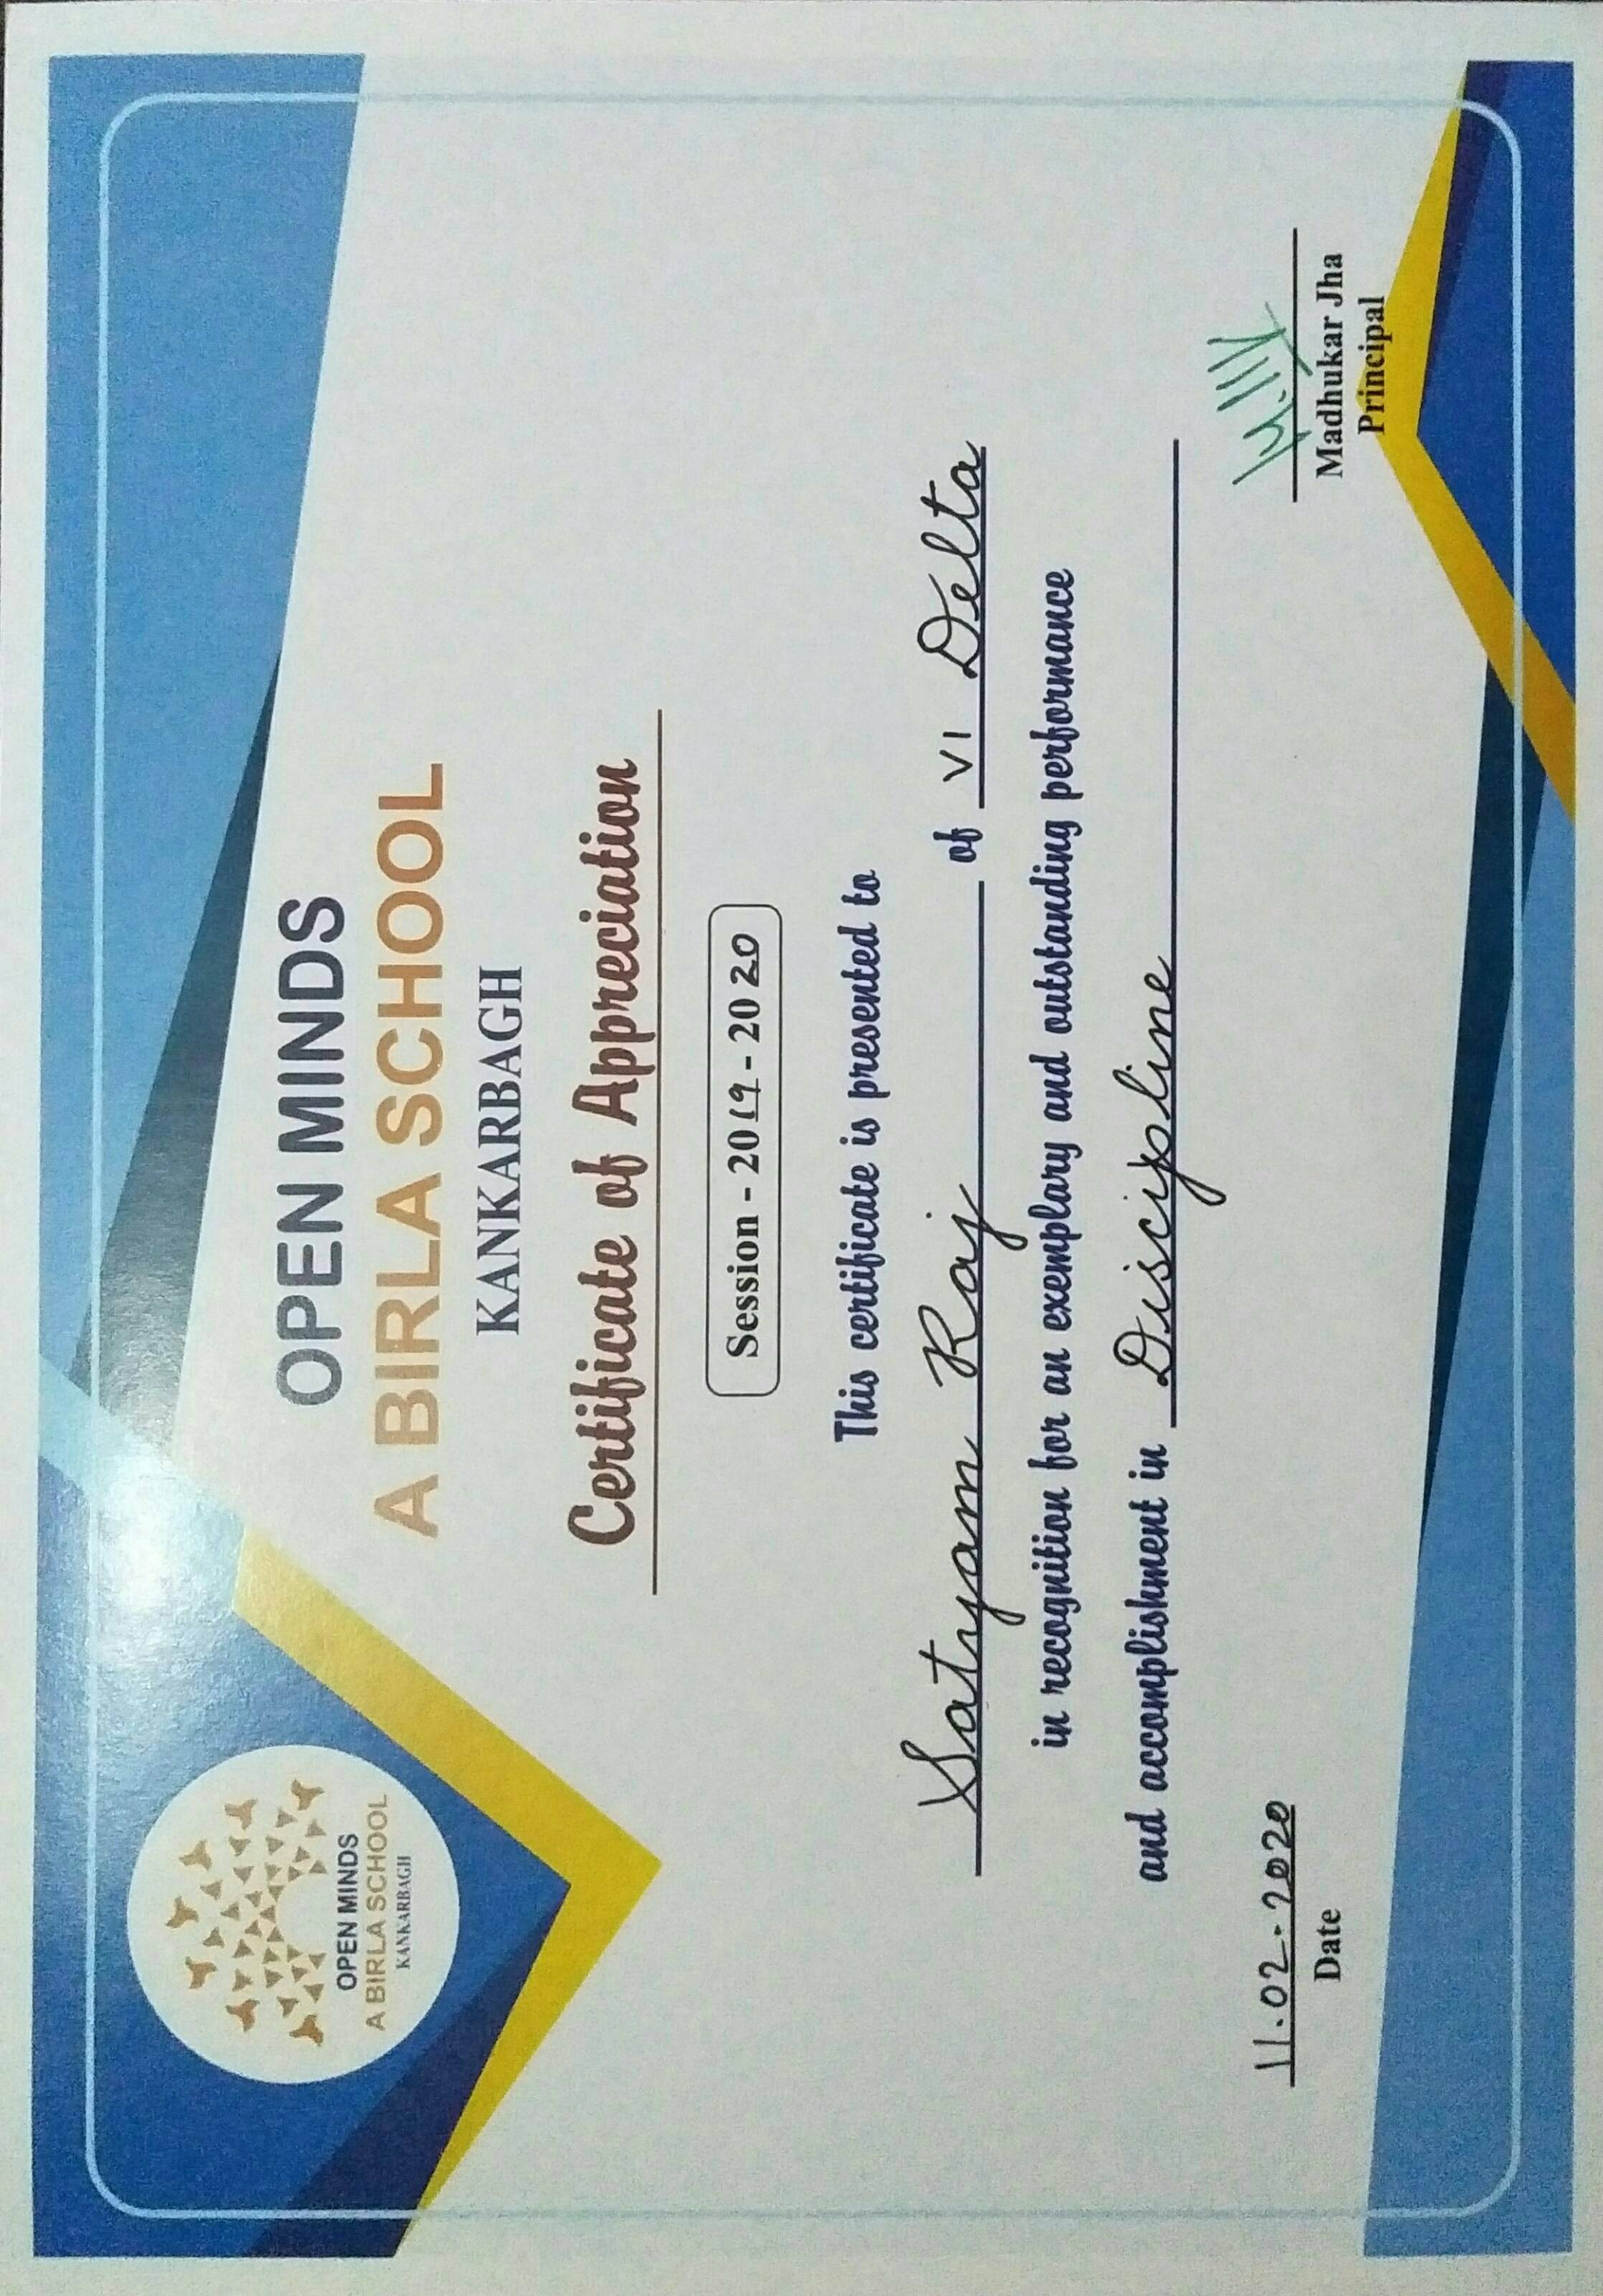 OPEN MINDS
A BIRLA SCHOOL
KANKARBAGH
OPEN MINDS
A BIRLA SCHOOL
KANKARBAGH
Certificate of Appreciation
Session - 2019 - 2020
This certificate is presented to
Satyam Raj of VI Delta
in recognition for an exemplary and outstanding performance
and accomplishment in Discipline
11.02.2020
Date
Madhukar Jha
Principal